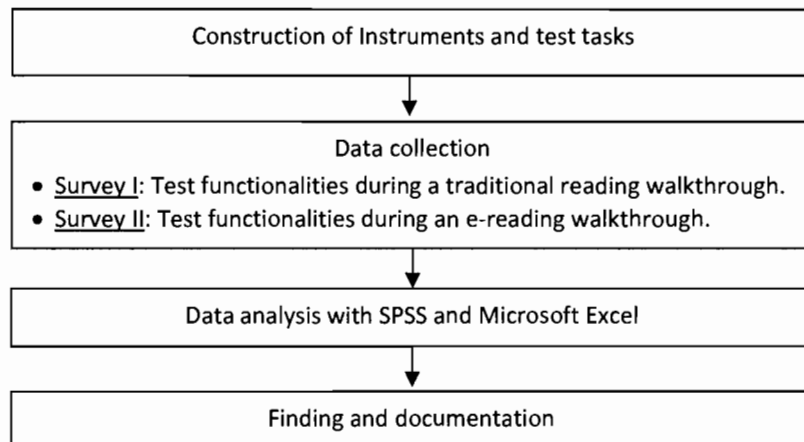 Construction of Instruments and test tasks
Data collection
• Survey I: Test functionalities during a traditional reading walkthrough.
• Survey II: Test functionalities during an e-reading walkthrough.
Data analysis with SPSS and Microsoft Excel
Finding and documentation